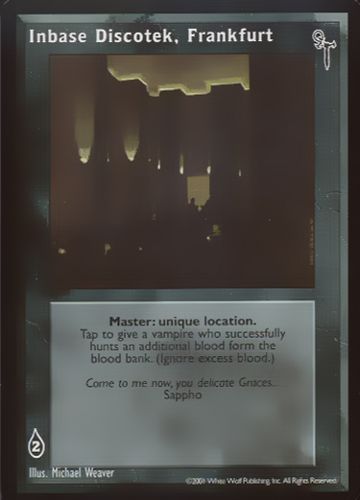 Inbase Discotek, Frankfurt
Master: unique location.
Tap to give a vampire who successfully
hunts an additional blood form the
blood bank. (Ignore excess blood.)
Come to me now, you delicate Graces...
Sappho
2
Illus. Michael Weaver
©2001 White Wolf Publishing, Inc. All Rights Reserved.